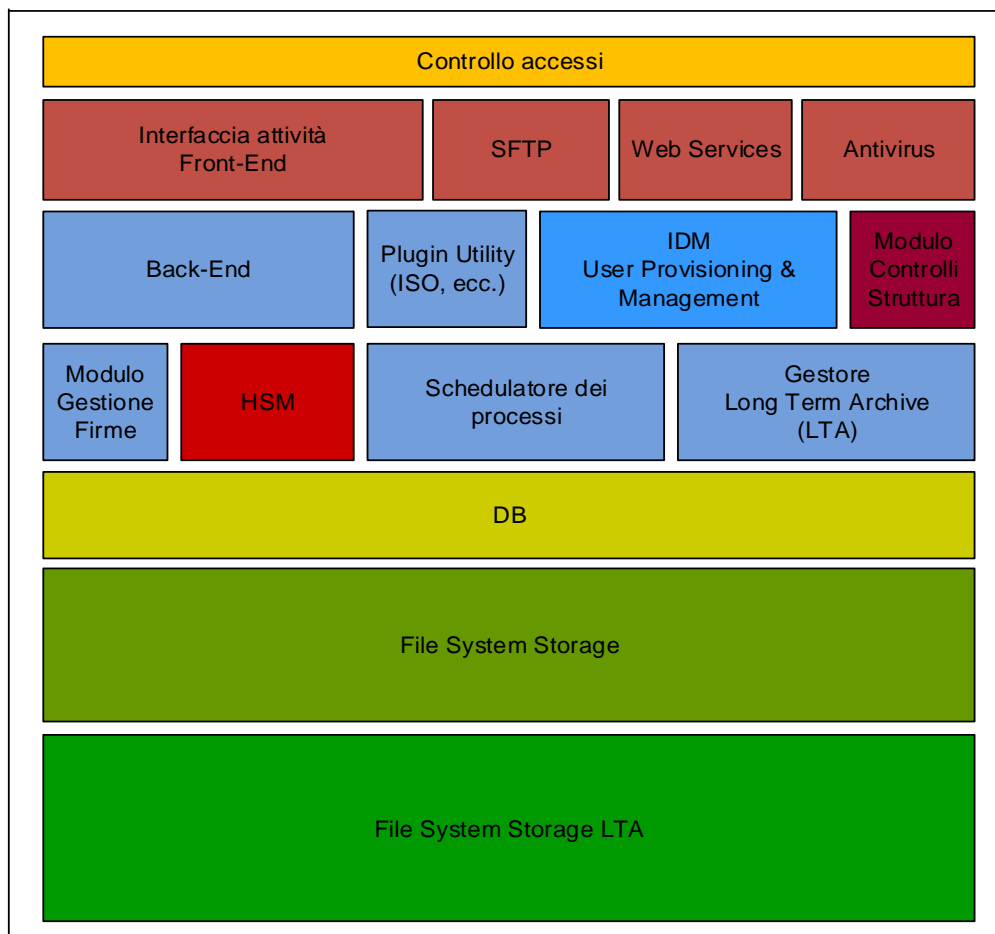 Controllo accessi
Interfaccia attività
Front-End
SFTP
Web Services
Antivirus
Back-End
Plugin Utility
(ISO, ecc.)
IDM
User Provisioning &
Management
Modulo
Controlli
Struttura
Modulo
Gestione
Firme
HSM
Schedulatore dei
processi
Gestore
Long Term Archive
(LTA)
DB
File System Storage
File System Storage LTA